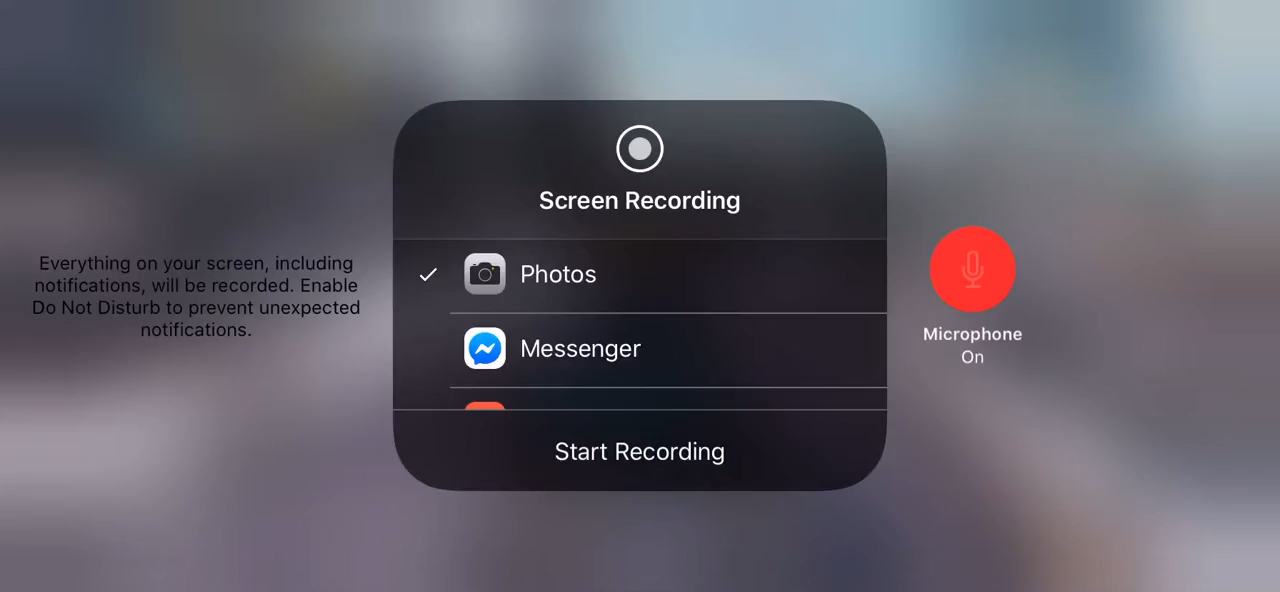 Screen Recording
Everything on your screen, including
notifications, will be recorded. Enable
Do Not Disturb to prevent unexpected
notifications.
Photos
Messenger
Start Recording
Microphone
On